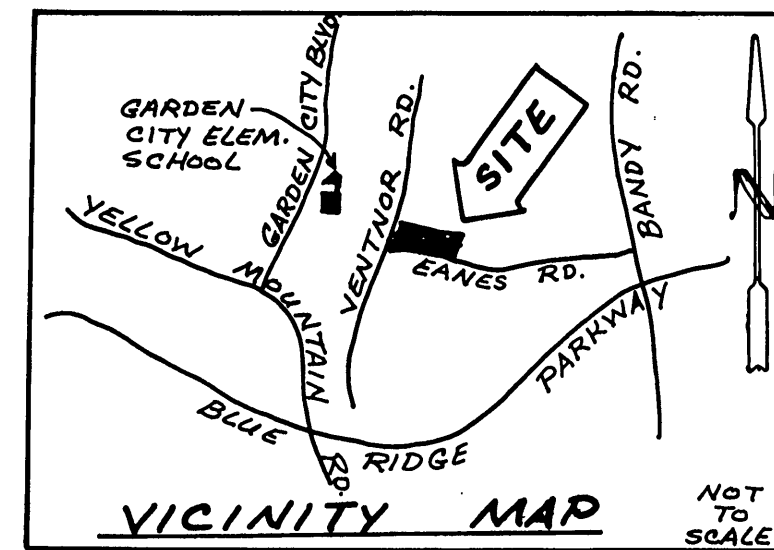 GARDEN CITY BLVD.
GARDEN
CITY ELEM.
SCHOOL
VENTNOR RD.
SITE
BANDY RD.
N
YELLOW MOUNTAIN RD.
EANES RD.
BLUE RIDGE PARKWAY
VICINITY MAP
NOT
TO
SCALE